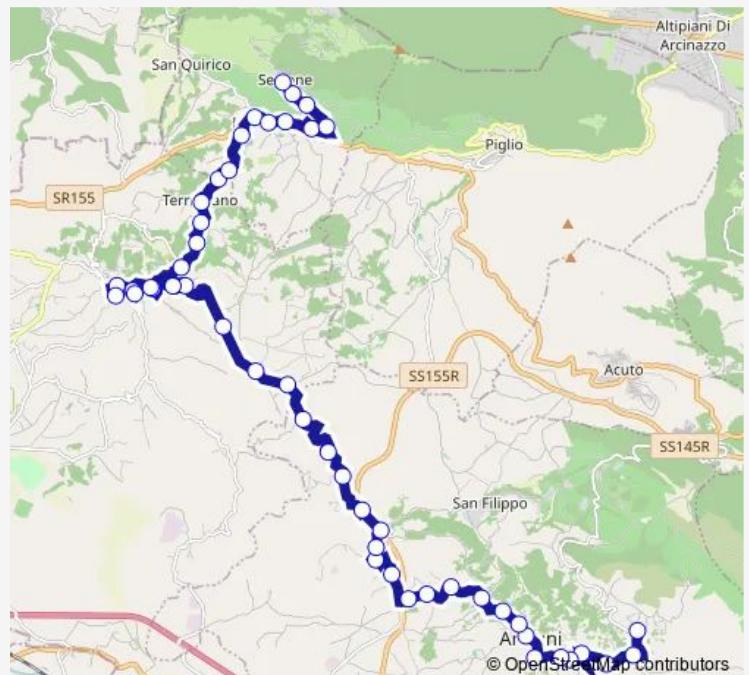 Altipiani Di
Arcinazzo
San Quirico
Piglio
SR155
Acuto
SS155R
SS145R
San Filippo
© OpenStreetMap contributors